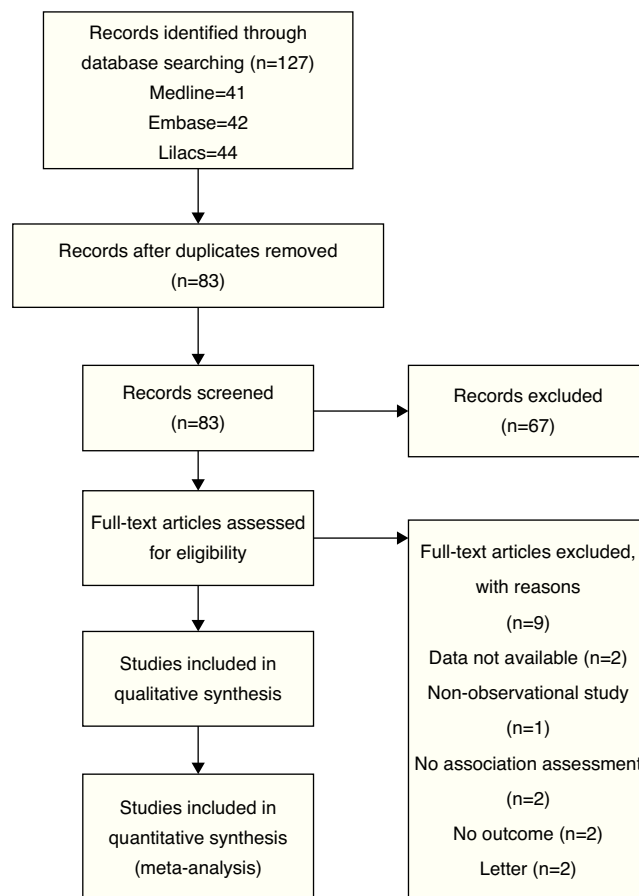 Records identified through
database searching (n=127)
Medline=41
Embase=42
Lilacs=44
Records after duplicates removed
(n=83)
Records screened
(n=83)
Records excluded
(n=67)
Full-text articles assessed
for eligibility
Full-text articles excluded,
with reasons
(n=9)
Data not available (n=2)
Non-observational study
(n=1)
No association assessment
(n=2)
No outcome (n=2)
Letter (n=2)
Studies included in
qualitative synthesis
Studies included in
quantitative synthesis
(meta-analysis)